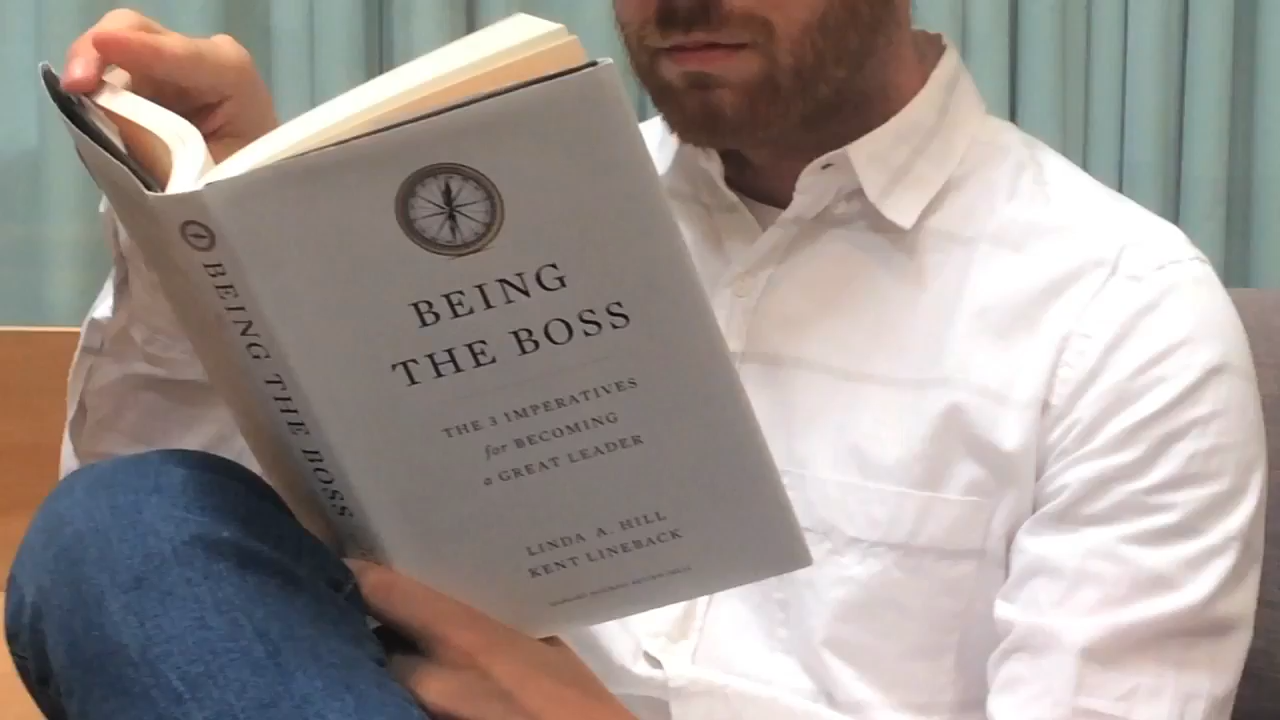 BEING THE BOSS
BEING
THE BOSS
THE 3 IMPERATIVES
for BECOMING
a GREAT LEADER
LINDA A. HILL
KENT LINEBACK